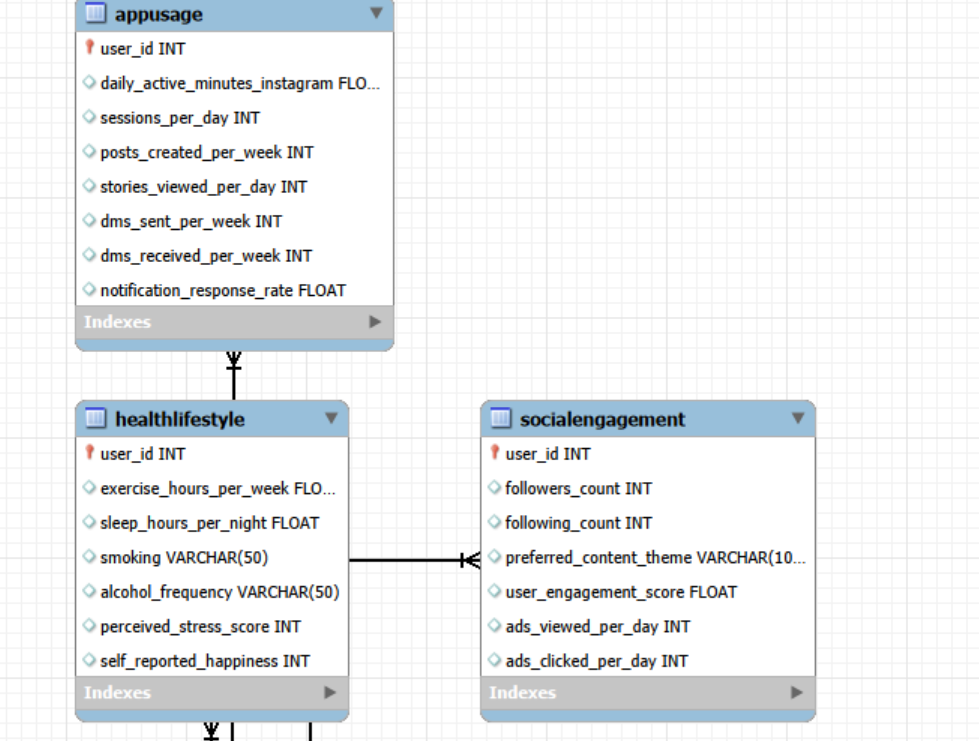 appusage
user_id INT
daily_active_minutes_instagram FLO...
sessions_per_day INT
posts_created_per_week INT
stories_viewed_per_day INT
dms_sent_per_week INT
dms_received_per_week INT
notification_response_rate FLOAT
Indexes
healthlifestyle
user_id INT
exercise_hours_per_week FLO...
sleep_hours_per_night FLOAT
smoking VARCHAR(50)
alcohol_frequency VARCHAR(50)
perceived_stress_score INT
self_reported_happiness INT
Indexes
socialengagement
user_id INT
followers_count INT
following_count INT
preferred_content_theme VARCHAR(10...
user_engagement_score FLOAT
ads_viewed_per_day INT
ads_clicked_per_day INT
Indexes